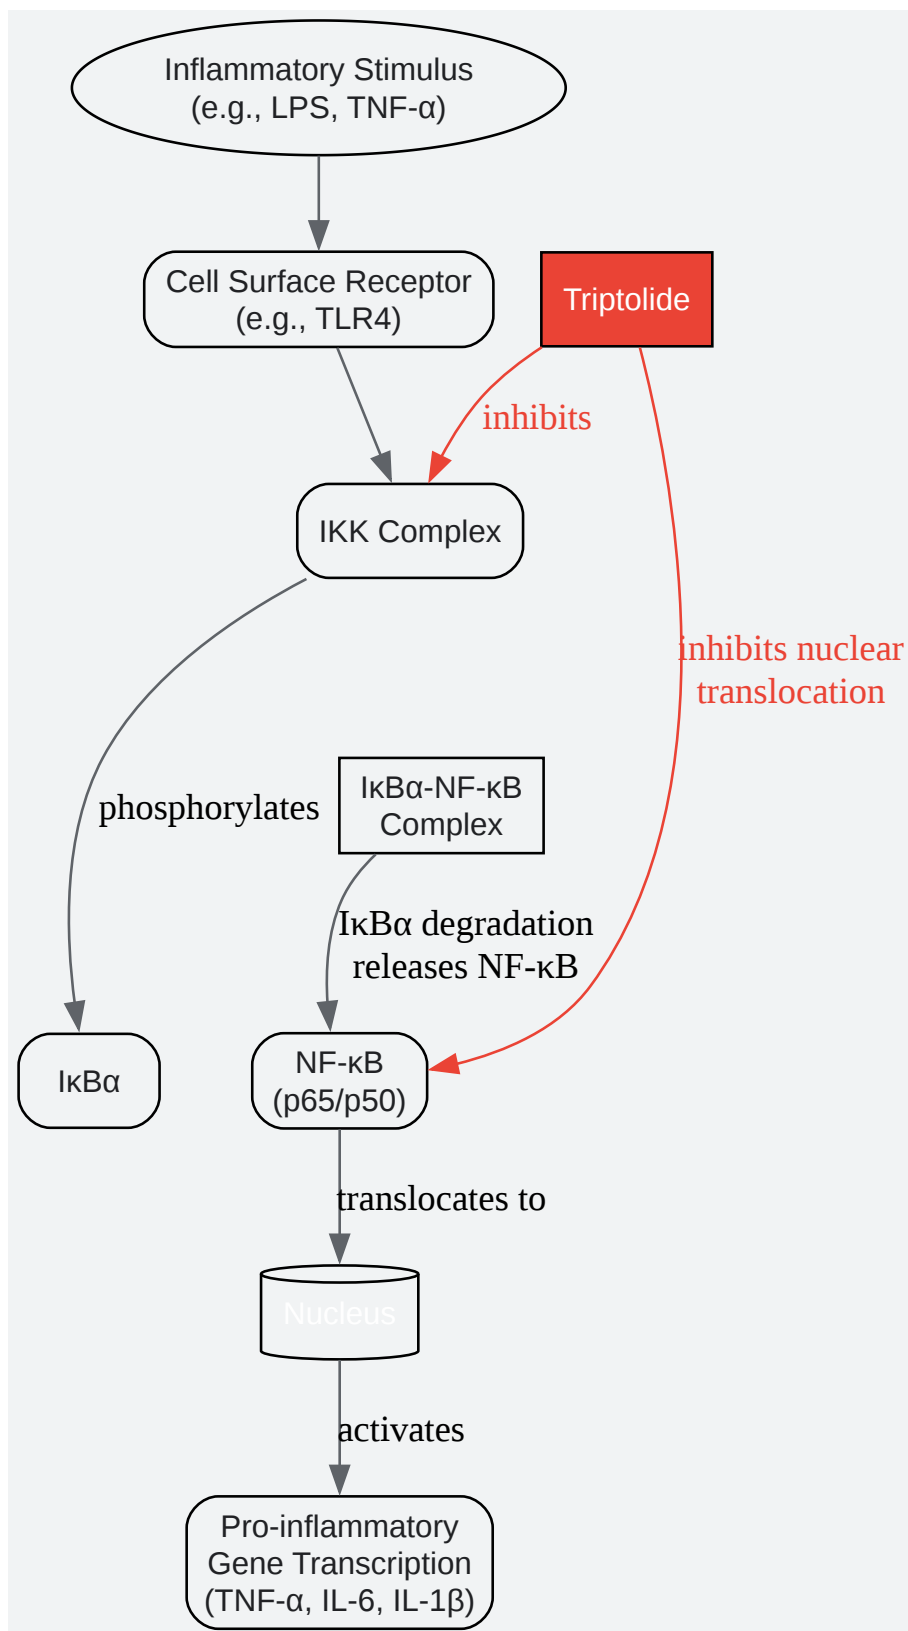 Inflammatory Stimulus
(e.g., LPS, TNF-α)
Cell Surface Receptor
(e.g., TLR4)
Triptolide
inhibits
IKK Complex
inhibits nuclear
translocation
phosphorylates
IκBα-NF-κB
Complex
IκBα degradation
releases NF-κB
IκBα
NF-κB
(p65/p50)
translocates to
Nucleus
activates
Pro-inflammatory
Gene Transcription
(TNF-α, IL-6, IL-1β)